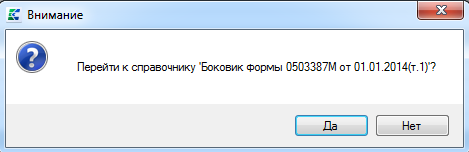 Внимание
Перейти к справочнику 'Боковик формы 0503387М от 01.01.2014(т.1)'?
Да
Нет